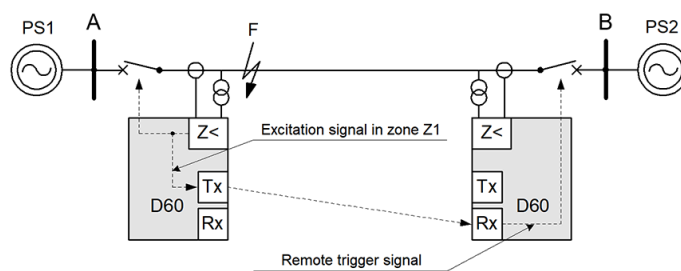 PS1
A
F
B
PS2
Z<
Excitation signal in zone Z1
Z<
Tx
Tx
D60
D60
Rx
Rx
Remote trigger signal